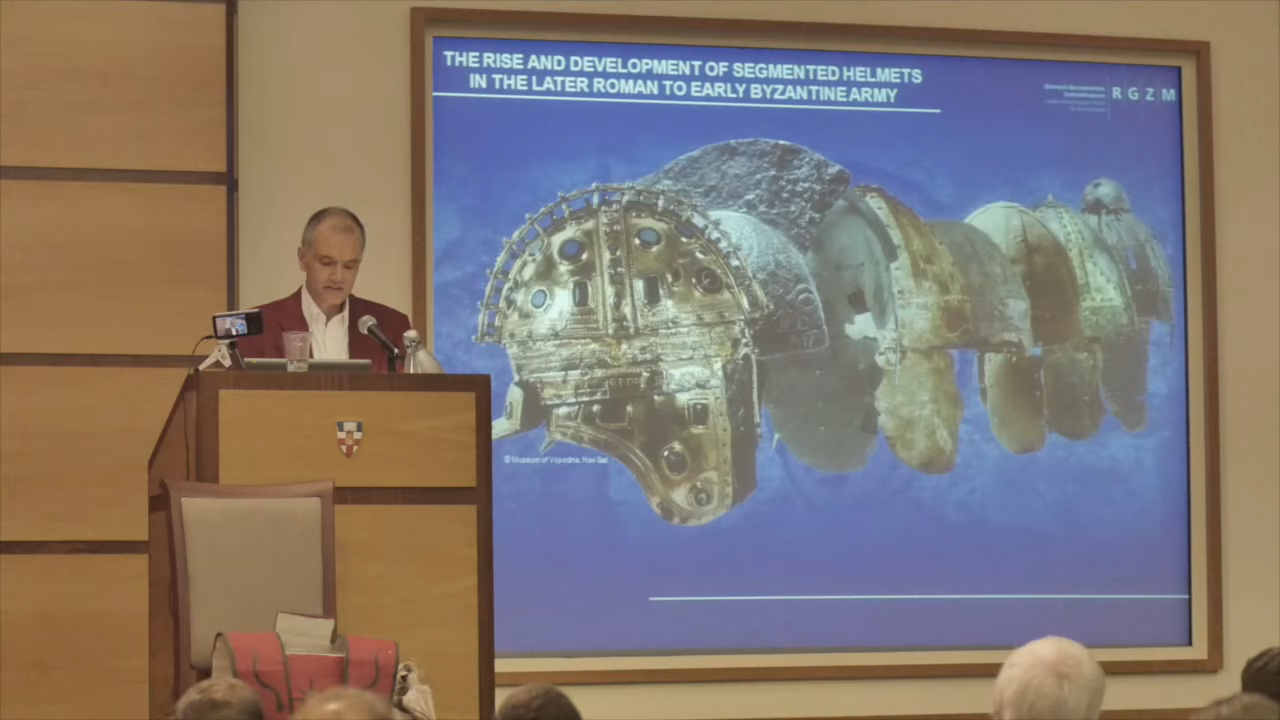 THE RISE AND DEVELOPMENT OF SEGMENTED HELMETS
IN THE LATER ROMAN TO EARLY BYZANTINE ARMY
R G Z M
© Museum of Vojvodina, Novi Sad